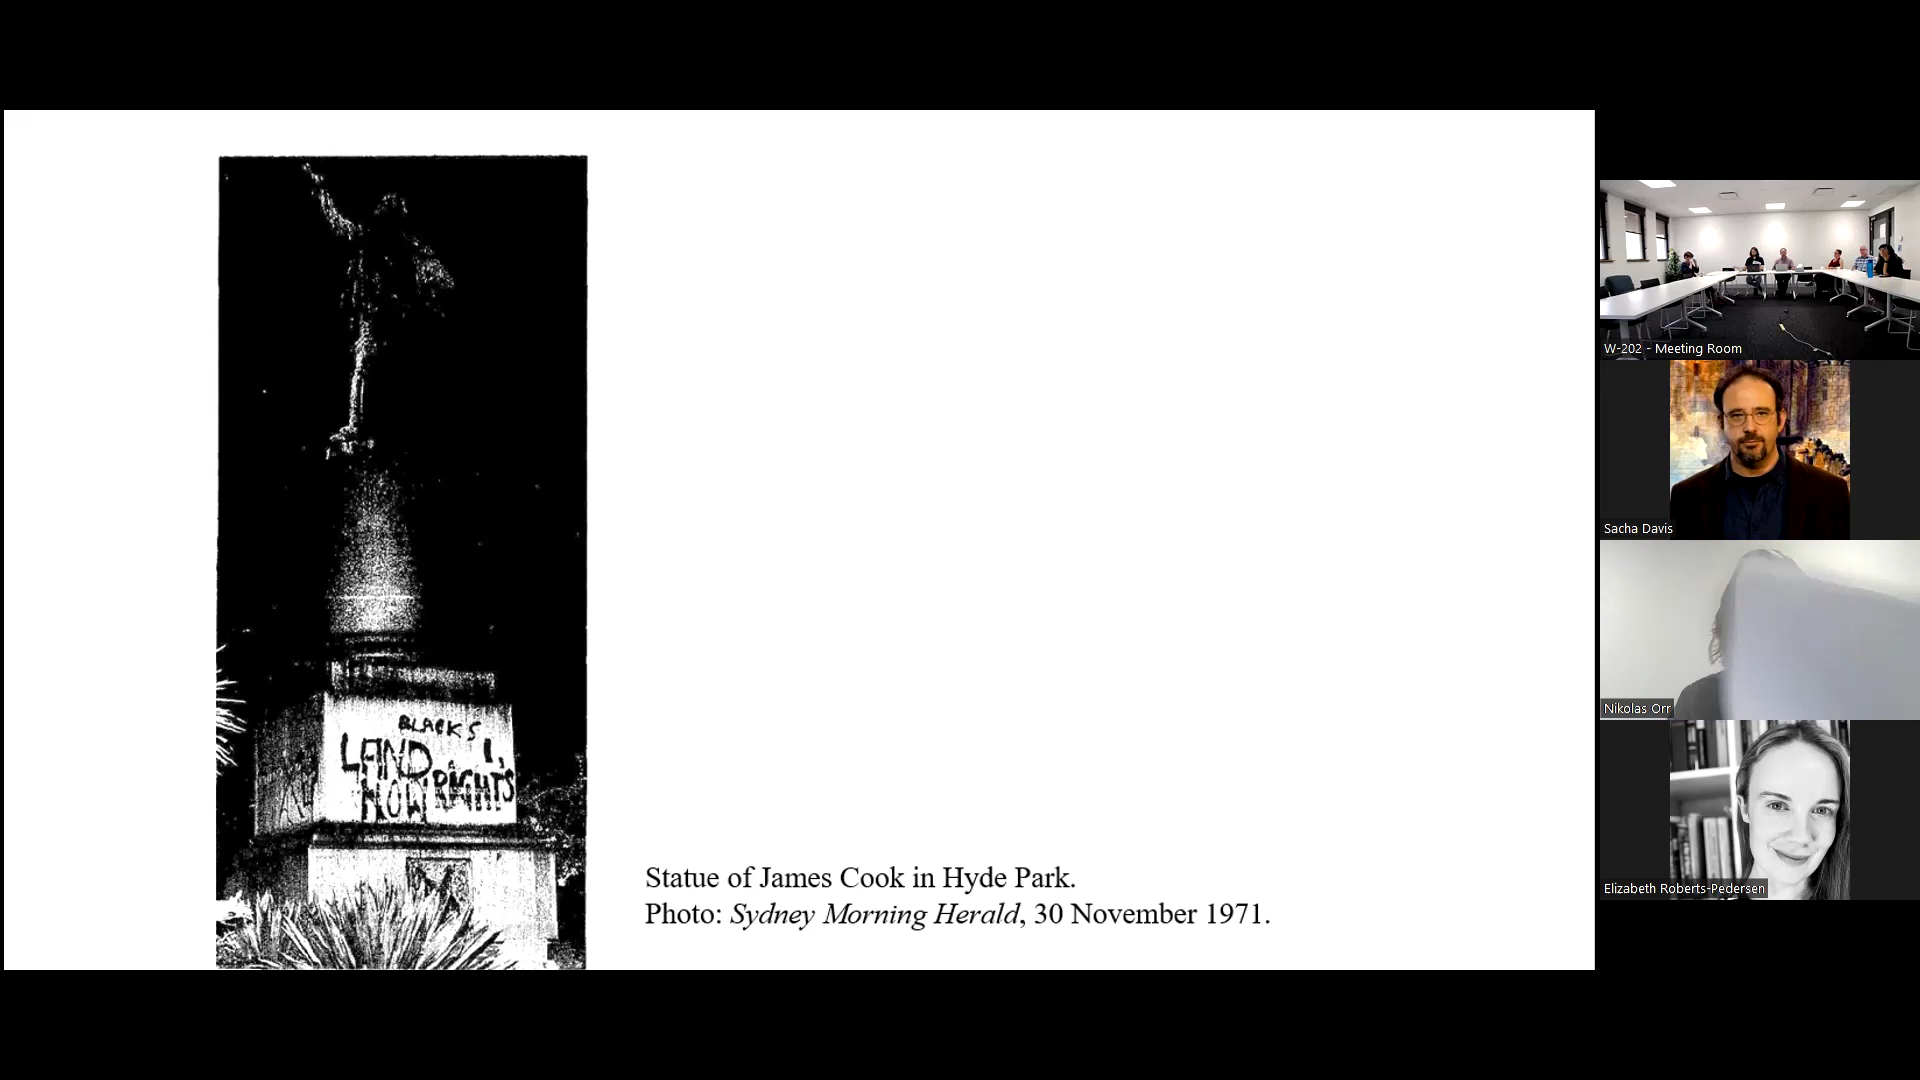 BLACKS
LAND
RIGHTS
NOW
Statue of James Cook in Hyde Park.
Photo: Sydney Morning Herald, 30 November 1971.
W-202 - Meeting Room
Sacha Davis
Nikolas Orr
Elizabeth Roberts-Pedersen